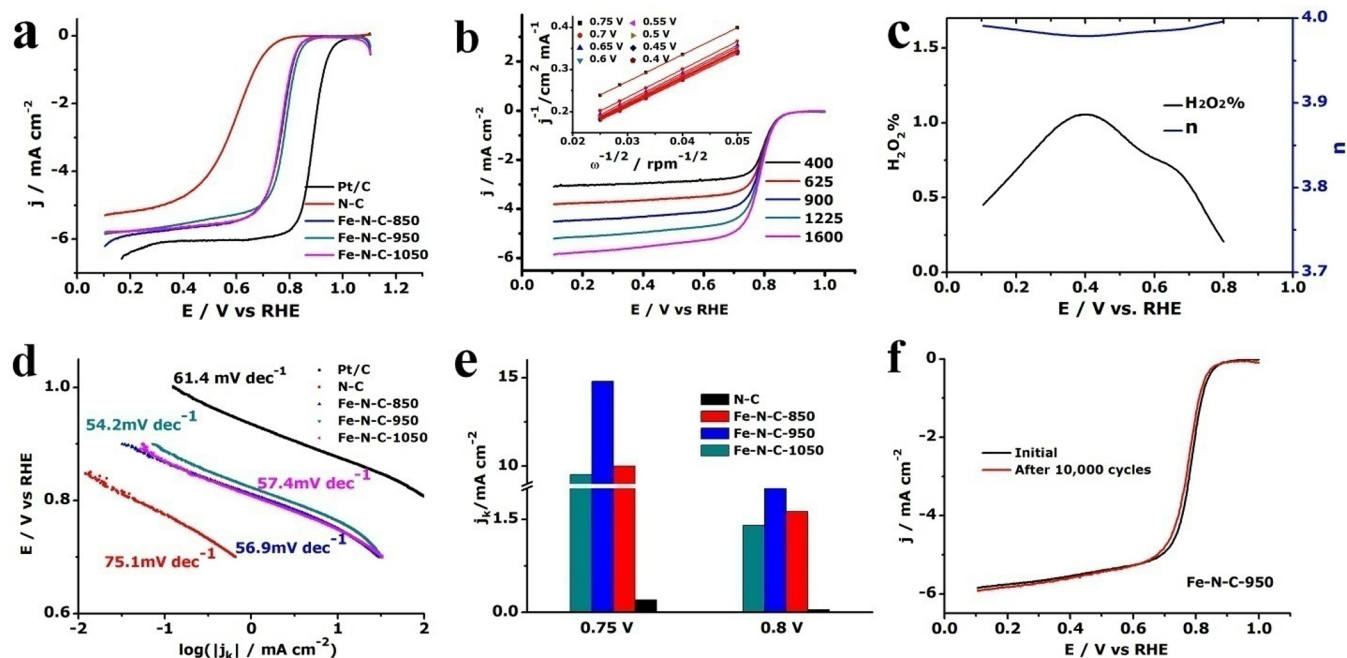 a
j / mA cm⁻²
0
-2
-4
-6
0.0 0.2 0.4 0.6 0.8 1.0 1.2
E / V vs RHE
Pt/C
N-C
Fe-N-C-850
Fe-N-C-950
Fe-N-C-1050
b
j / mA cm⁻²
3
2
1
0
-1
-2
-3
-4
-5
-6
0.0 0.2 0.4 0.6 0.8 1.0
E / V vs RHE
0.75 V 0.55 V
0.7 V 0.5 V
0.65 V 0.45 V
0.6 V 0.4 V
j⁻¹/cm² mA⁻¹
0.4
0.3
0.2
0.02 0.03 0.04 0.05
ω⁻¹/² / rpm⁻¹/²
400
625
900
1225
1600
c
H₂O₂%
1.5
1.0
0.5
0.0
0.0 0.2 0.4 0.6 0.8 1.0
E / V vs. RHE
H₂O₂%
n
4.0
3.9
3.8
3.7
n
d
E / V vs RHE
1.0
0.8
0.6
-2 -1 0 1 2
log(|jₖ| / mA cm⁻²)
61.4 mV dec⁻¹
54.2mV dec⁻¹
57.4mV dec⁻¹
56.9mV dec⁻¹
75.1mV dec⁻¹
Pt/C
N-C
Fe-N-C-850
Fe-N-C-950
Fe-N-C-1050
e
jₖ/mA cm⁻²
15
10
1.5
0.0
0.75 V 0.8 V
N-C
Fe-N-C-850
Fe-N-C-950
Fe-N-C-1050
f
j / mA cm⁻²
0
-2
-4
-6
0.0 0.2 0.4 0.6 0.8 1.0
E / V vs RHE
Initial
After 10,000 cycles
Fe-N-C-950